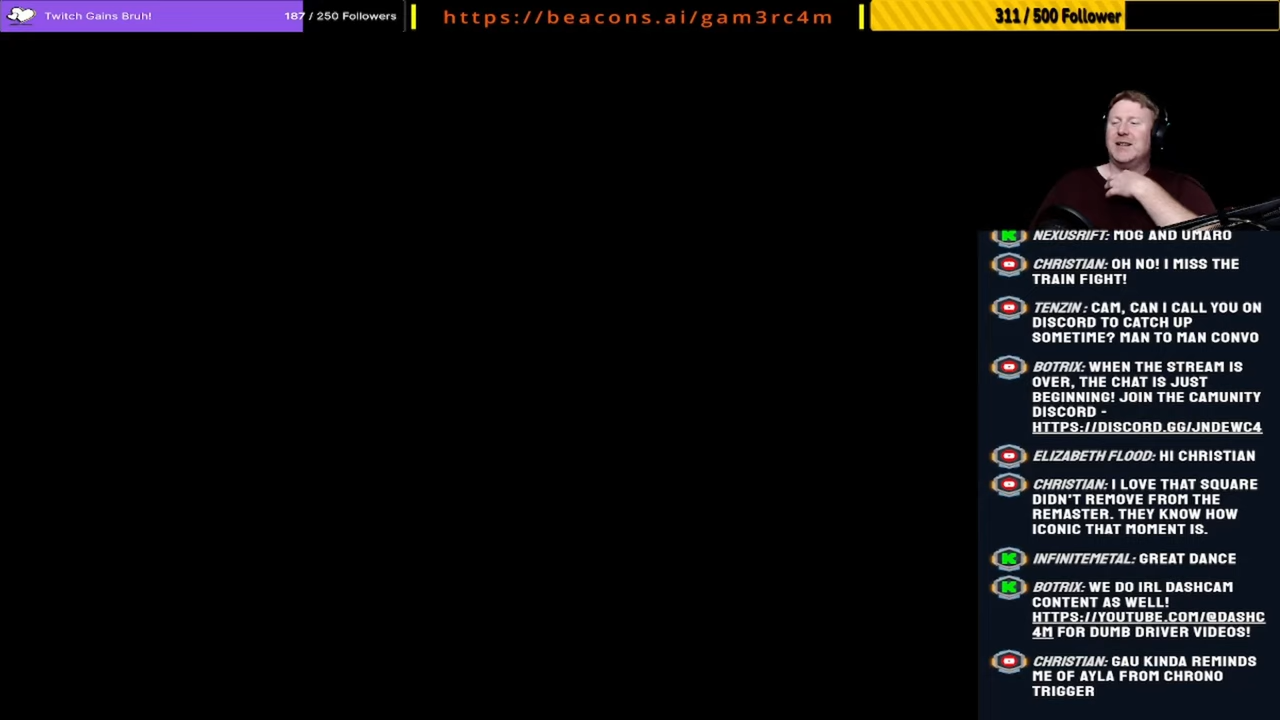 Twitch Gains Bruh!
187 / 250 Followers
https://beacons.ai/gam3rc4m
311 / 500 Follower
NEXUSRIFT: MOG AND UMARO
CHRISTIAN: OH NO! I MISS THE
TRAIN FIGHT!
TENZIN : CAM, CAN I CALL YOU ON
DISCORD TO CATCH UP
SOMETIME? MAN TO MAN CONVO
BOTRIX: WHEN THE STREAM IS
OVER, THE CHAT IS JUST
BEGINNING! JOIN THE CAMUNITY
DISCORD -
HTTPS://DISCORD.GG/JNDEWC4
ELIZABETH FLOOD: HI CHRISTIAN
CHRISTIAN: I LOVE THAT SQUARE
DIDN'T REMOVE FROM THE
REMASTER. THEY KNOW HOW
ICONIC THAT MOMENT IS.
INFINITEMETAL: GREAT DANCE
BOTRIX: WE DO IRL DASHCAM
CONTENT AS WELL!
HTTPS://YOUTUBE.COM/@DASHC
4M FOR DUMB DRIVER VIDEOS!
CHRISTIAN: GAU KINDA REMINDS
ME OF AYLA FROM CHRONO
TRIGGER